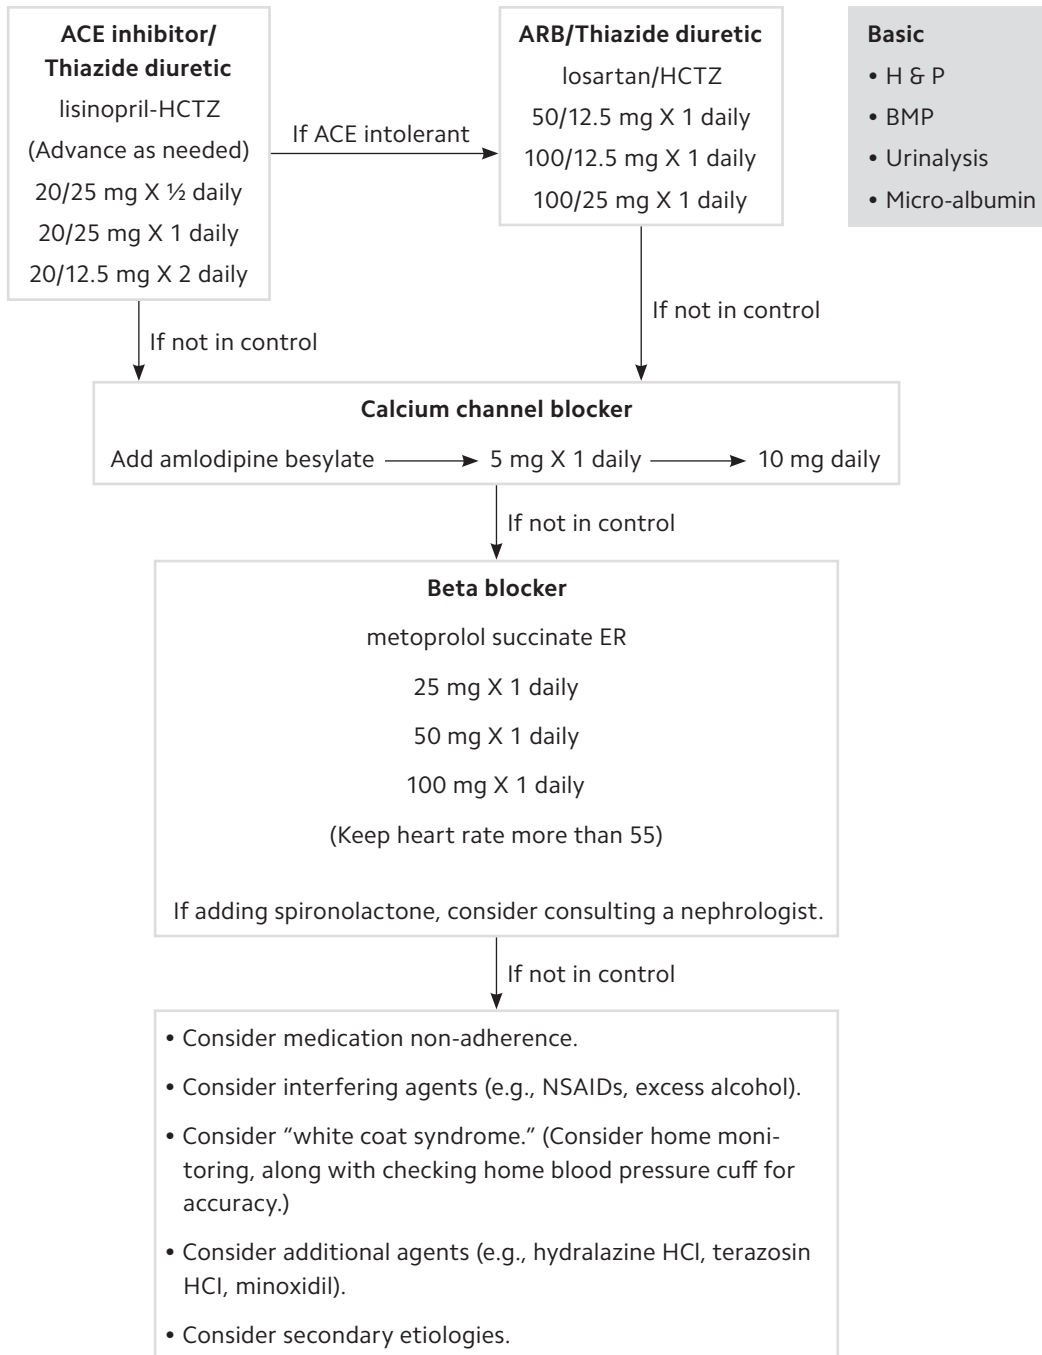 ACE inhibitor/
Thiazide diuretic
lisinopril-HCTZ
(Advance as needed)
20/25 mg X ½ daily
20/25 mg X 1 daily
20/12.5 mg X 2 daily
If ACE intolerant
ARB/Thiazide diuretic
losartan/HCTZ
50/12.5 mg X 1 daily
100/12.5 mg X 1 daily
100/25 mg X 1 daily
Basic
• H & P
• BMP
• Urinalysis
• Micro-albumin
If not in control
If not in control
Calcium channel blocker
Add amlodipine besylate 5 mg X 1 daily 10 mg daily
If not in control
Beta blocker
metoprolol succinate ER
25 mg X 1 daily
50 mg X 1 daily
100 mg X 1 daily
(Keep heart rate more than 55)
If adding spironolactone, consider consulting a nephrologist.
If not in control
• Consider medication non-adherence.
• Consider interfering agents (e.g., NSAIDs, excess alcohol).
• Consider “white coat syndrome.” (Consider home moni-
toring, along with checking home blood pressure cuff for
accuracy.)
• Consider additional agents (e.g., hydralazine HCl, terazosin
HCl, minoxidil).
• Consider secondary etiologies.